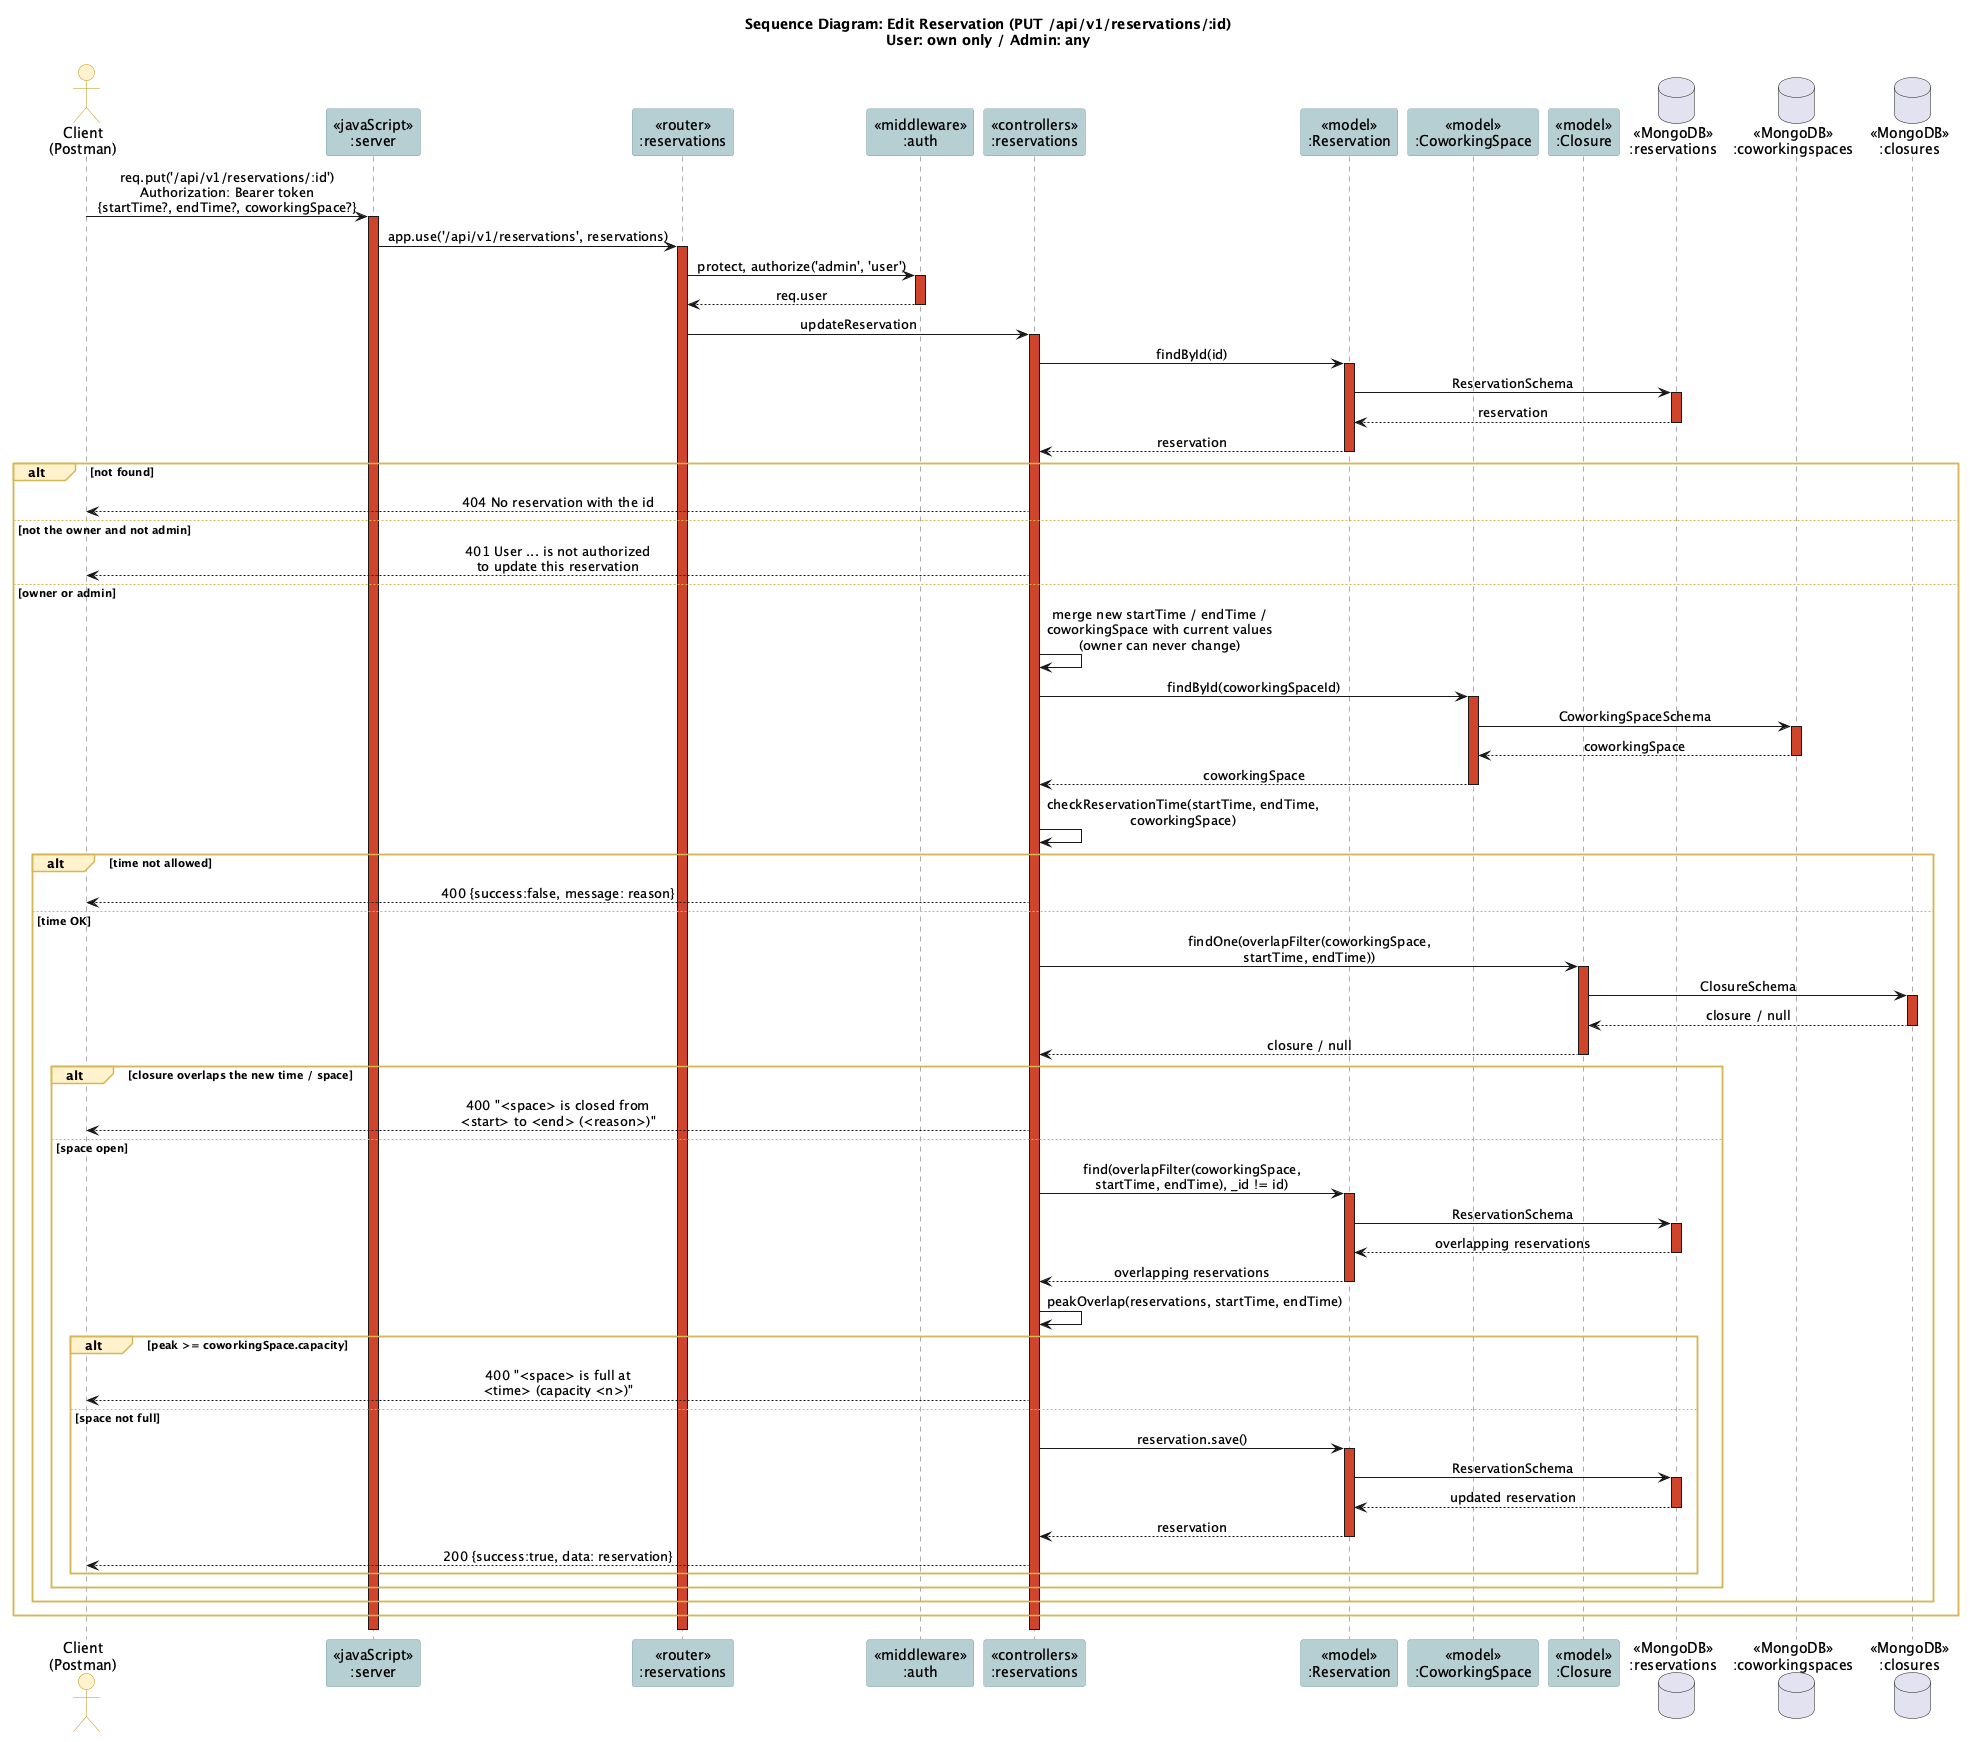 Sequence Diagram: Edit Reservation (PUT /api/v1/reservations/:id)
User: own only / Admin: any
Client
(Postman)
«javaScript»
:server
«router»
:reservations
«middleware»
:auth
«controllers»
:reservations
«model»
:Reservation
«model»
:CoworkingSpace
«model»
:Closure
«MongoDB»
:reservations
«MongoDB»
:coworkingspaces
«MongoDB»
:closures
req.put('/api/v1/reservations/:id')
Authorization: Bearer token
{startTime?, endTime?, coworkingSpace?}
app.use('/api/v1/reservations', reservations)
protect, authorize('admin', 'user')
req.user
updateReservation
findById(id)
ReservationSchema
reservation
reservation
alt [not found]
404 No reservation with the id
[not the owner and not admin]
401 User ... is not authorized
to update this reservation
[owner or admin]
merge new startTime / endTime /
coworkingSpace with current values
(owner can never change)
findById(coworkingSpaceId)
CoworkingSpaceSchema
coworkingSpace
coworkingSpace
checkReservationTime(startTime, endTime,
coworkingSpace)
alt [time not allowed]
400 {success:false, message: reason}
[time OK]
findOne(overlapFilter(coworkingSpace,
startTime, endTime))
ClosureSchema
closure / null
closure / null
alt [closure overlaps the new time / space]
400 "<space> is closed from
<start> to <end> (<reason>)"
[space open]
find(overlapFilter(coworkingSpace,
startTime, endTime), _id != id)
ReservationSchema
overlapping reservations
overlapping reservations
peakOverlap(reservations, startTime, endTime)
alt [peak >= coworkingSpace.capacity]
400 "<space> is full at
<time> (capacity <n>)"
[space not full]
reservation.save()
ReservationSchema
updated reservation
reservation
200 {success:true, data: reservation}
Client
(Postman)
«javaScript»
:server
«router»
:reservations
«middleware»
:auth
«controllers»
:reservations
«model»
:Reservation
«model»
:CoworkingSpace
«model»
:Closure
«MongoDB»
:reservations
«MongoDB»
:coworkingspaces
«MongoDB»
:closures